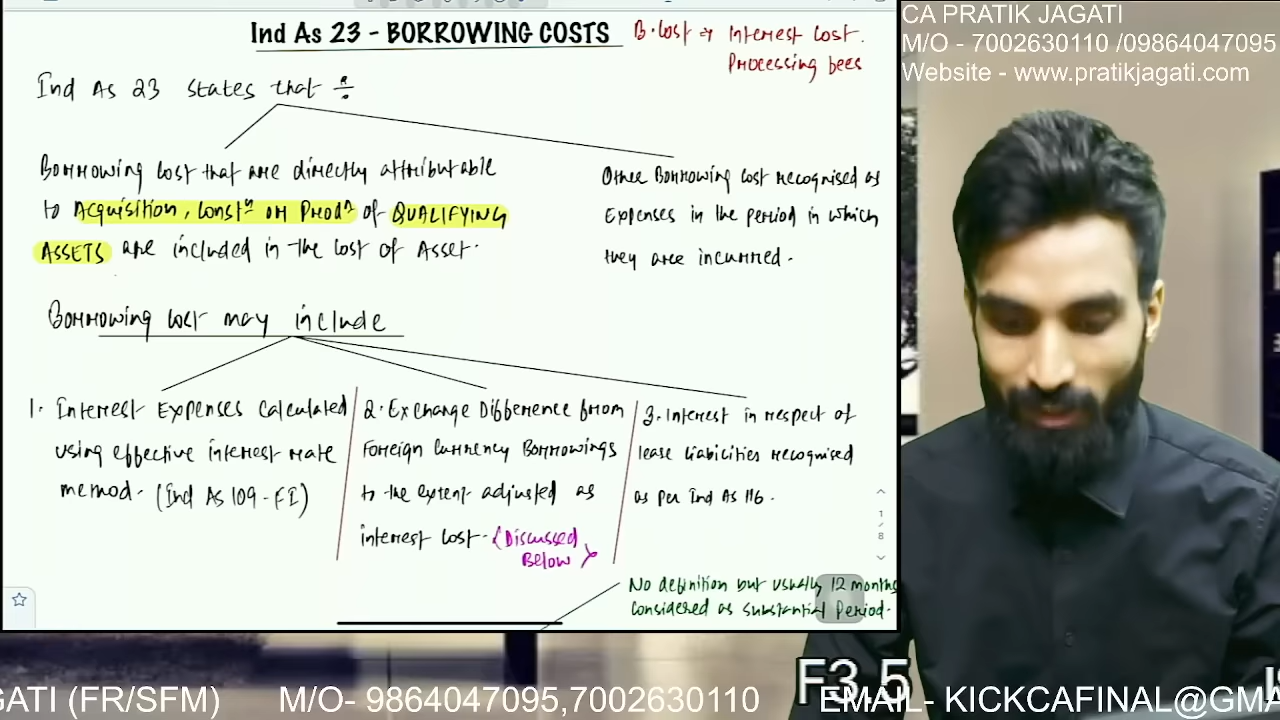 Ind As 23 - BORROWING COSTS
B. Cost → Interest Cost.
Processing fees
CA PRATIK JAGATI
M/O - 7002630110 /09864047095
Website - www.pratikjagati.com
Ind As 23 states that ÷
Borrowing cost that are directly attributable
to Acquisition, Constⁿ or Prodⁿ of QUALIFYING
ASSETS are included in the cost of Asset.
Other Borrowing cost recognised as
Expenses in the period in which
they are incurred.
Borrowing cost may include
1. Interest Expenses calculated
using effective interest rate
method. (Ind As 109 - FI)
2. Exchange Difference from
Foreign Currency Borrowings
to the extent adjusted as
interest cost. (Discussed
Below)
3. Interest in respect of
lease liabilities recognised
as per Ind As 116.
1
/
8
No definition but usually 12 months
considered as substantial Period.
F3.5
GATI (FR/SFM) M/O- 9864047095,7002630110 EMAIL- KICKCAFINAL@GMA